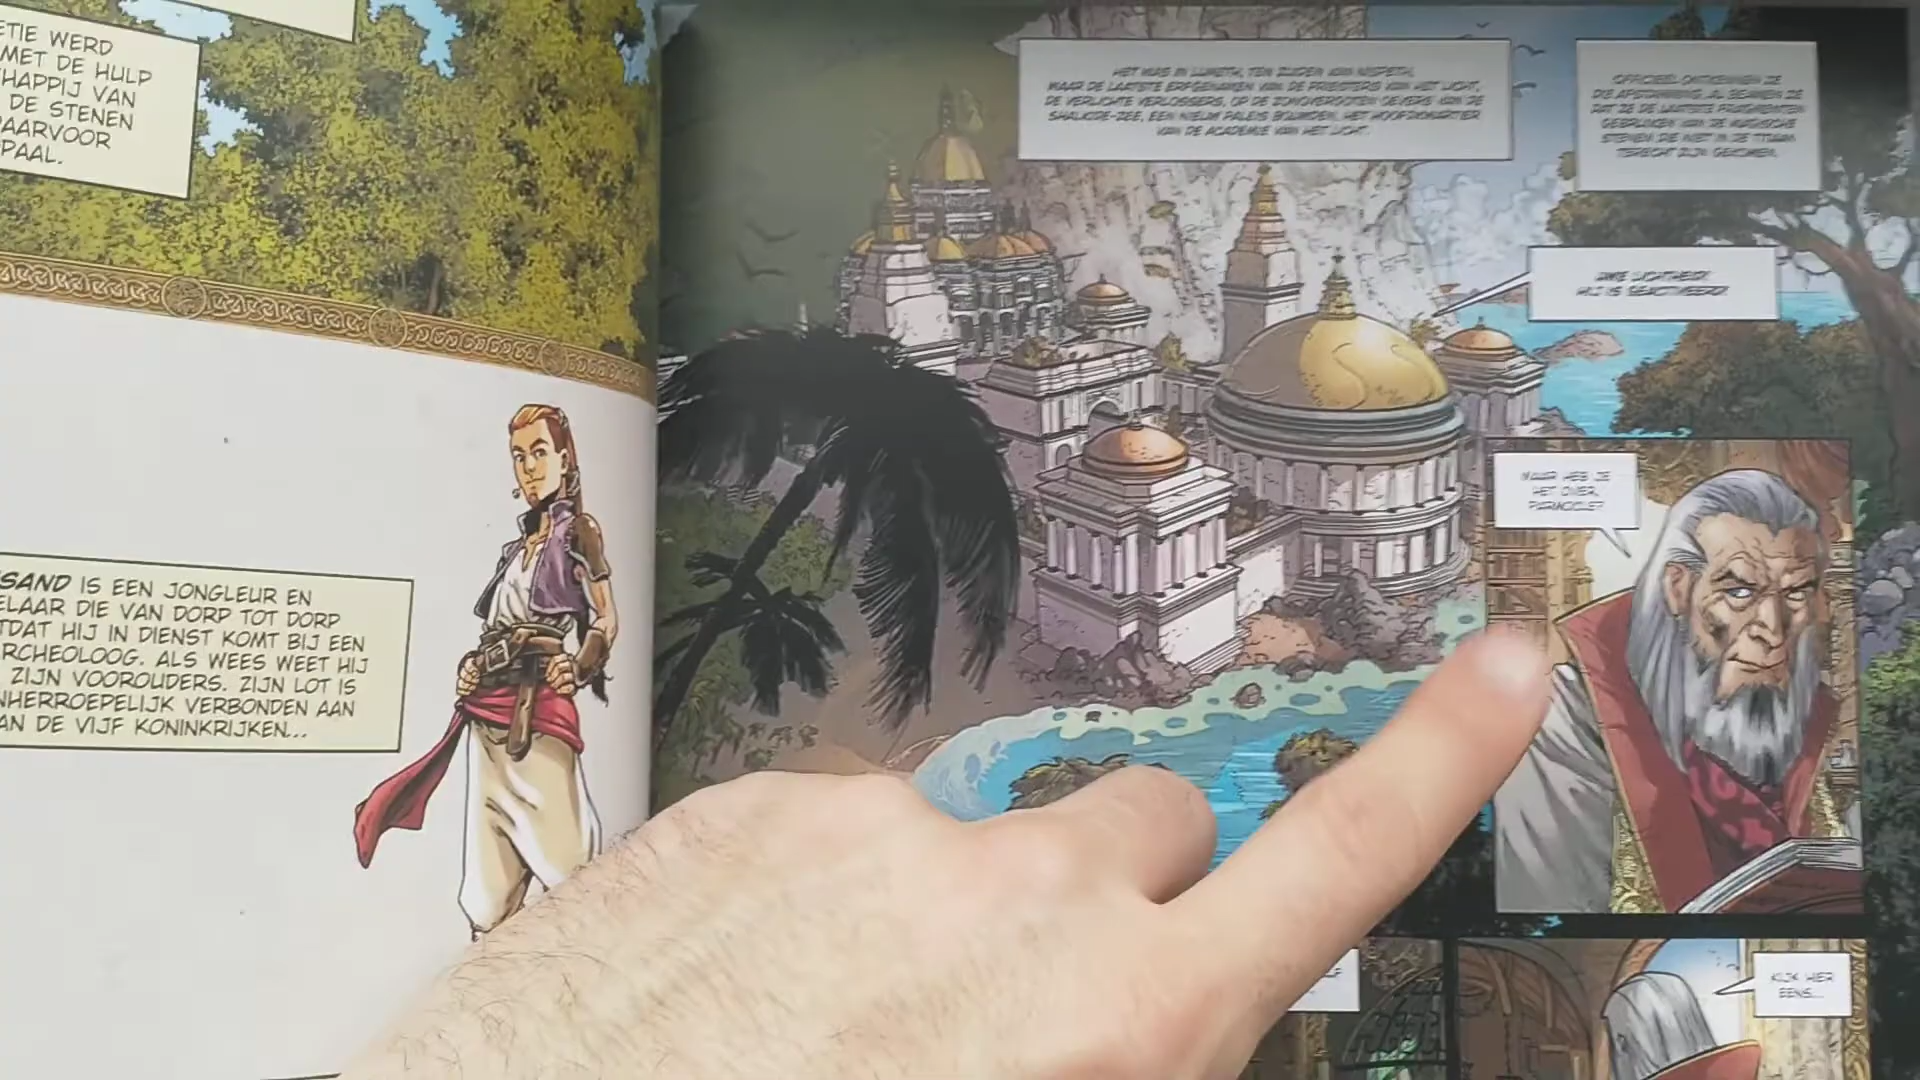 ETIE WERD
MET DE HULP
HAPPIJ VAN
DE STENEN
AARVOOR
PAAL.
SAND IS EEN JONGLEUR EN
ELAAR DIE VAN DORP TOT DORP
TDAT HIJ IN DIENST KOMT BIJ EEN
RCHEOLOOG. ALS WEES WEET HIJ
ZIJN VOOROUDERS. ZIJN LOT IS
NHERROEPELIJK VERBONDEN AAN
AN DE VIJF KONINKRIJKEN...
HET WAS IN LUMETH, TEN ZUIDEN VAN NISPETH,
WAAR DE LAATSTE ERFGENAMEN VAN DE PRIESTERS VAN HET LICHT,
DE VERLICHTE VERLOSSERS, OP DE ZONOVERGOTEN OEVERS VAN DE
SHALKIDE-ZEE, EEN NIEUW PALEIS BOUWDEN, HET HOOFDKWARTIER
VAN DE ACADEMIE VAN HET LICHT.
OFFICIEEL ONTKENNEN ZE
DIE AFSTAMMING, AL BEAMEN ZE
DAT ZE DE LAATSTE FRAGMENTEN
GEBRUIKEN VAN DE MAGISCHE
STENEN DIE NIET IN DE TITAAN
TERECHT ZIJN GEKOMEN.
UWE LICHTHEID!
HIJ IS GEACTIVEERD!
WAAR HEB JE
HET OVER,
KIJK HIER
EENS...